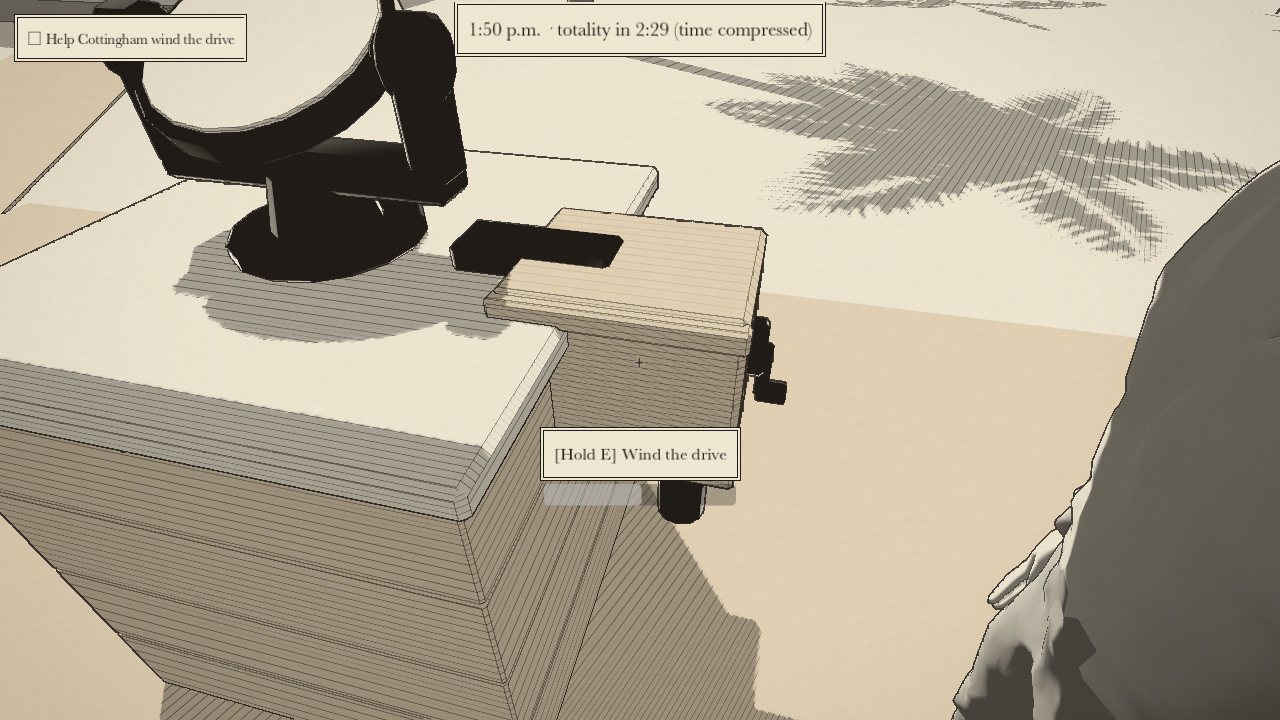 Help Cottingham wind the drive
1:50 p.m. · totality in 2:29 (time compressed)
[Hold E] Wind the drive